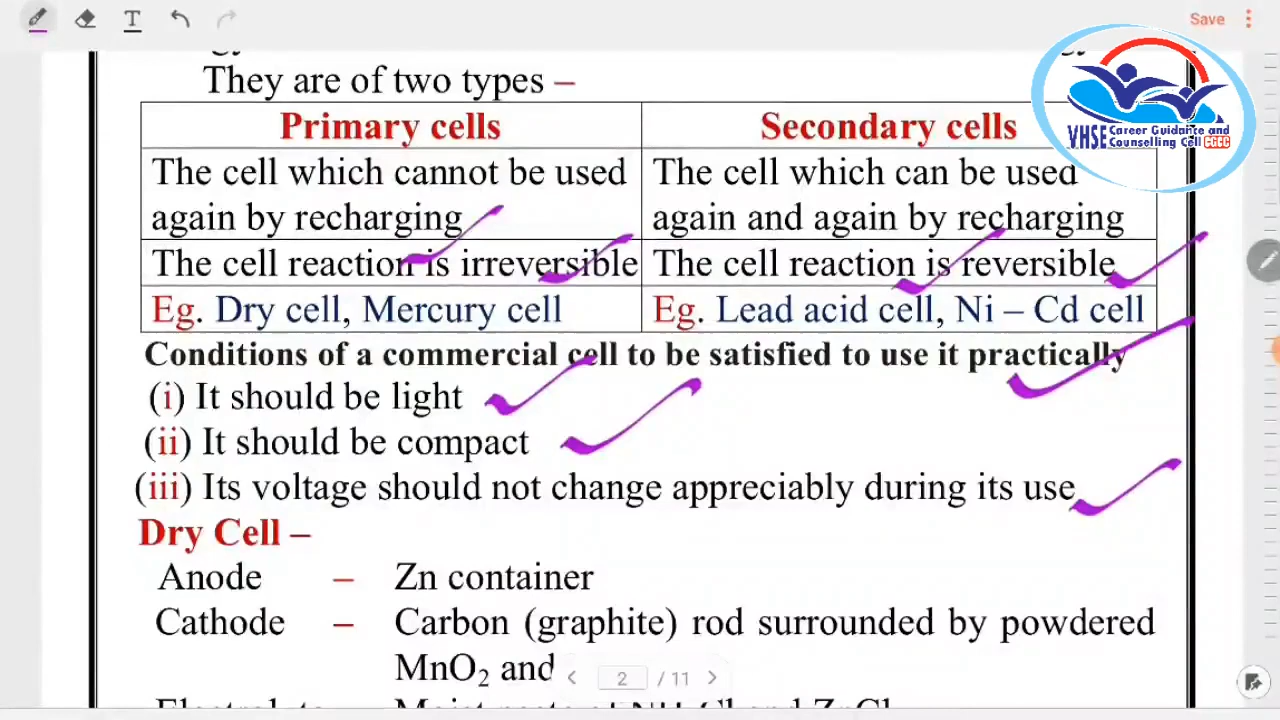 Save
They are of two types –
Primary cells
Secondary cells
The cell which cannot be used
again by recharging
The cell which can be used
again and again by recharging
The cell reaction is irreversible
The cell reaction is reversible
Eg. Dry cell, Mercury cell
Eg. Lead acid cell, Ni – Cd cell
VHSE Career Guidance and
Counselling Cell CGCC
Conditions of a commercial cell to be satisfied to use it practically
(i) It should be light
(ii) It should be compact
(iii) Its voltage should not change appreciably during its use
Dry Cell –
Anode – Zn container
Cathode – Carbon (graphite) rod surrounded by powdered
MnO₂ and
2 / 11